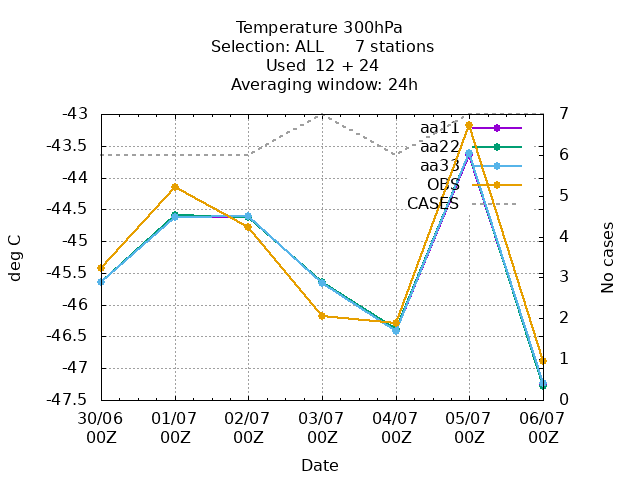 Temperature 300hPa
Selection: ALL      7 stations
Used  12 + 24
Averaging window: 24h
-43
-43.5
-44
-44.5
-45
-45.5
-46
-46.5
-47
-47.5
deg C
7
6
5
4
3
2
1
0
No cases
aa11
aa22
aa33
OBS
CASES
30/06 01/07 02/07 03/07 04/07 05/07 06/07
00Z 00Z 00Z 00Z 00Z 00Z 00Z
Date